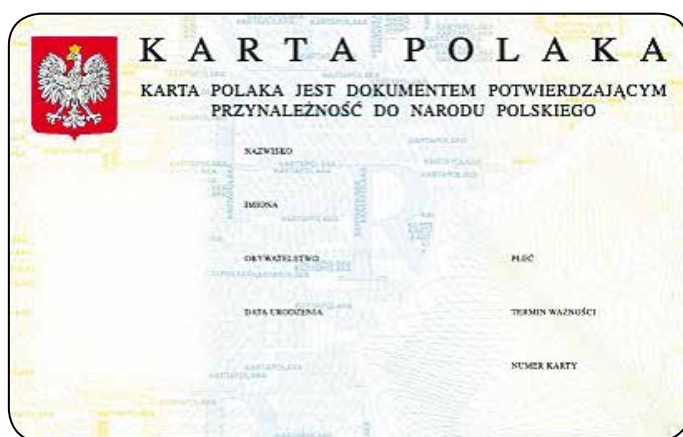 KARTA POLAKA
KARTA POLAKA JEST DOKUMENTEM POTWIERDZAJĄCYM
PRZYNALEŻNOŚĆ DO NARODU POLSKIEGO
NAZWISKO
IMIONA
OBYWATELSTWO
PŁEĆ
DATA URODZENIA
TERMIN WAŻNOŚCI
NUMER KARTY